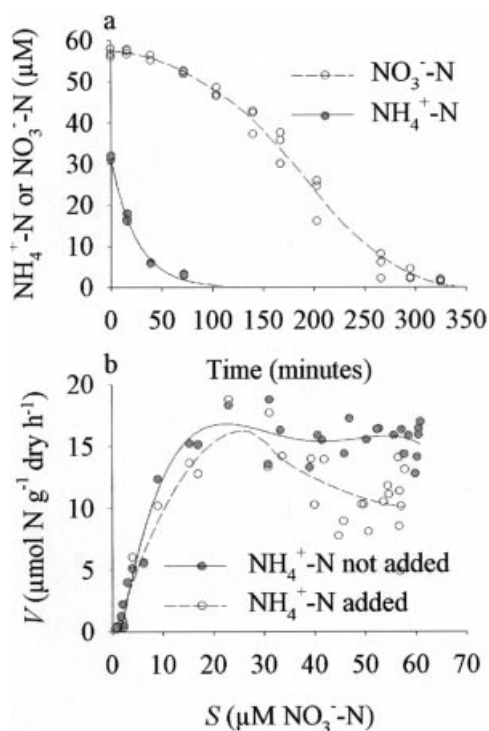 a
60
50
40
30
20
10
0
NH₄⁺-N or NO₃⁻-N (µM)
NO₃⁻-N
NH₄⁺-N
0 50 100 150 200 250 300 350
Time (minutes)
b
20
15
10
5
0
V (µmol N g⁻¹ dry h⁻¹)
NH₄⁺-N not added
NH₄⁺-N added
0 10 20 30 40 50 60 70
S (µM NO₃⁻-N)